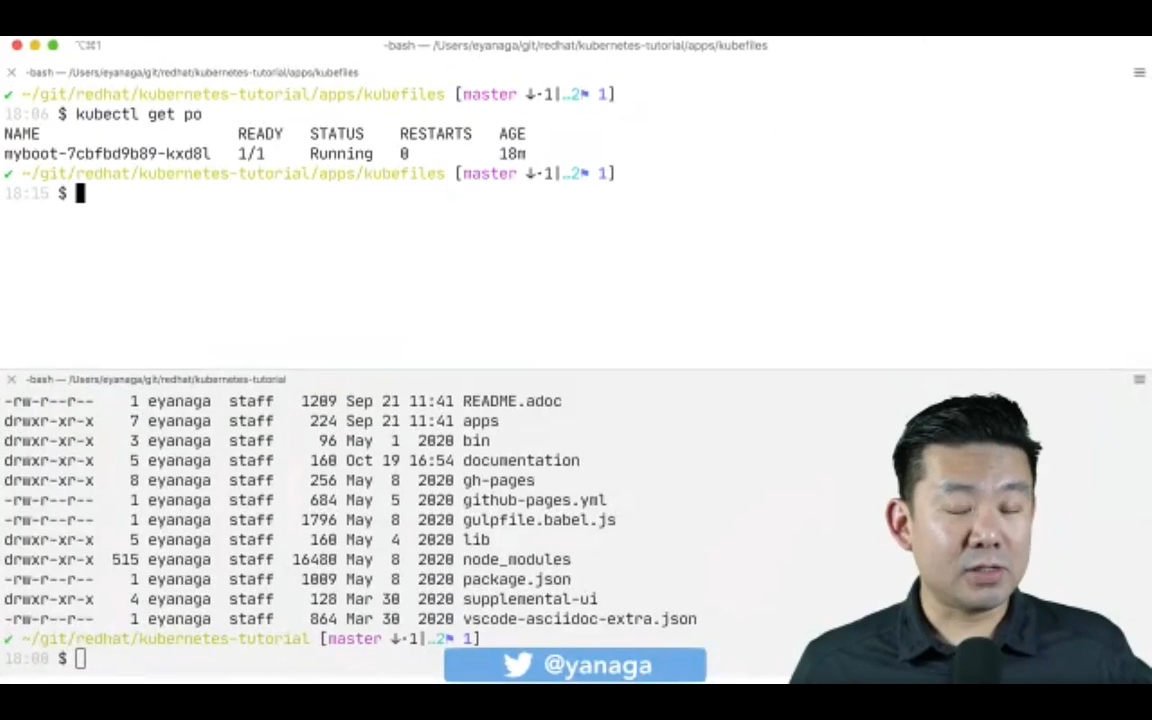 ⌥⌘1 -bash — /Users/eyanaga/git/redhat/kubernetes-tutorial/apps/kubefiles
-bash — /Users/eyanaga/git/redhat/kubernetes-tutorial/apps/kubefiles
✔ ~/git/redhat/kubernetes-tutorial/apps/kubefiles [master ↓·1|…2⚑ 1]
18:06 $ kubectl get po
NAME READY STATUS RESTARTS AGE
myboot-7cbfbd9b89-kxd8l 1/1 Running 0 18m
✔ ~/git/redhat/kubernetes-tutorial/apps/kubefiles [master ↓·1|…2⚑ 1]
18:15 $
-bash — /Users/eyanaga/git/redhat/kubernetes-tutorial
-rw-r--r-- 1 eyanaga staff 1209 Sep 21 11:41 README.adoc
drwxr-xr-x 7 eyanaga staff 224 Sep 21 11:41 apps
drwxr-xr-x 3 eyanaga staff 96 May 1 2020 bin
drwxr-xr-x 5 eyanaga staff 160 Oct 19 16:54 documentation
drwxr-xr-x 8 eyanaga staff 256 May 8 2020 gh-pages
-rw-r--r-- 1 eyanaga staff 684 May 5 2020 github-pages.yml
-rw-r--r-- 1 eyanaga staff 1796 May 8 2020 gulpfile.babel.js
drwxr-xr-x 5 eyanaga staff 160 May 4 2020 lib
drwxr-xr-x 515 eyanaga staff 16480 May 8 2020 node_modules
-rw-r--r-- 1 eyanaga staff 1009 May 8 2020 package.json
drwxr-xr-x 4 eyanaga staff 128 Mar 30 2020 supplemental-ui
-rw-r--r-- 1 eyanaga staff 864 Mar 30 2020 vscode-asciidoc-extra.json
✔ ~/git/redhat/kubernetes-tutorial [master ↓·1|…2⚑ 1]
18:00 $
@yanaga